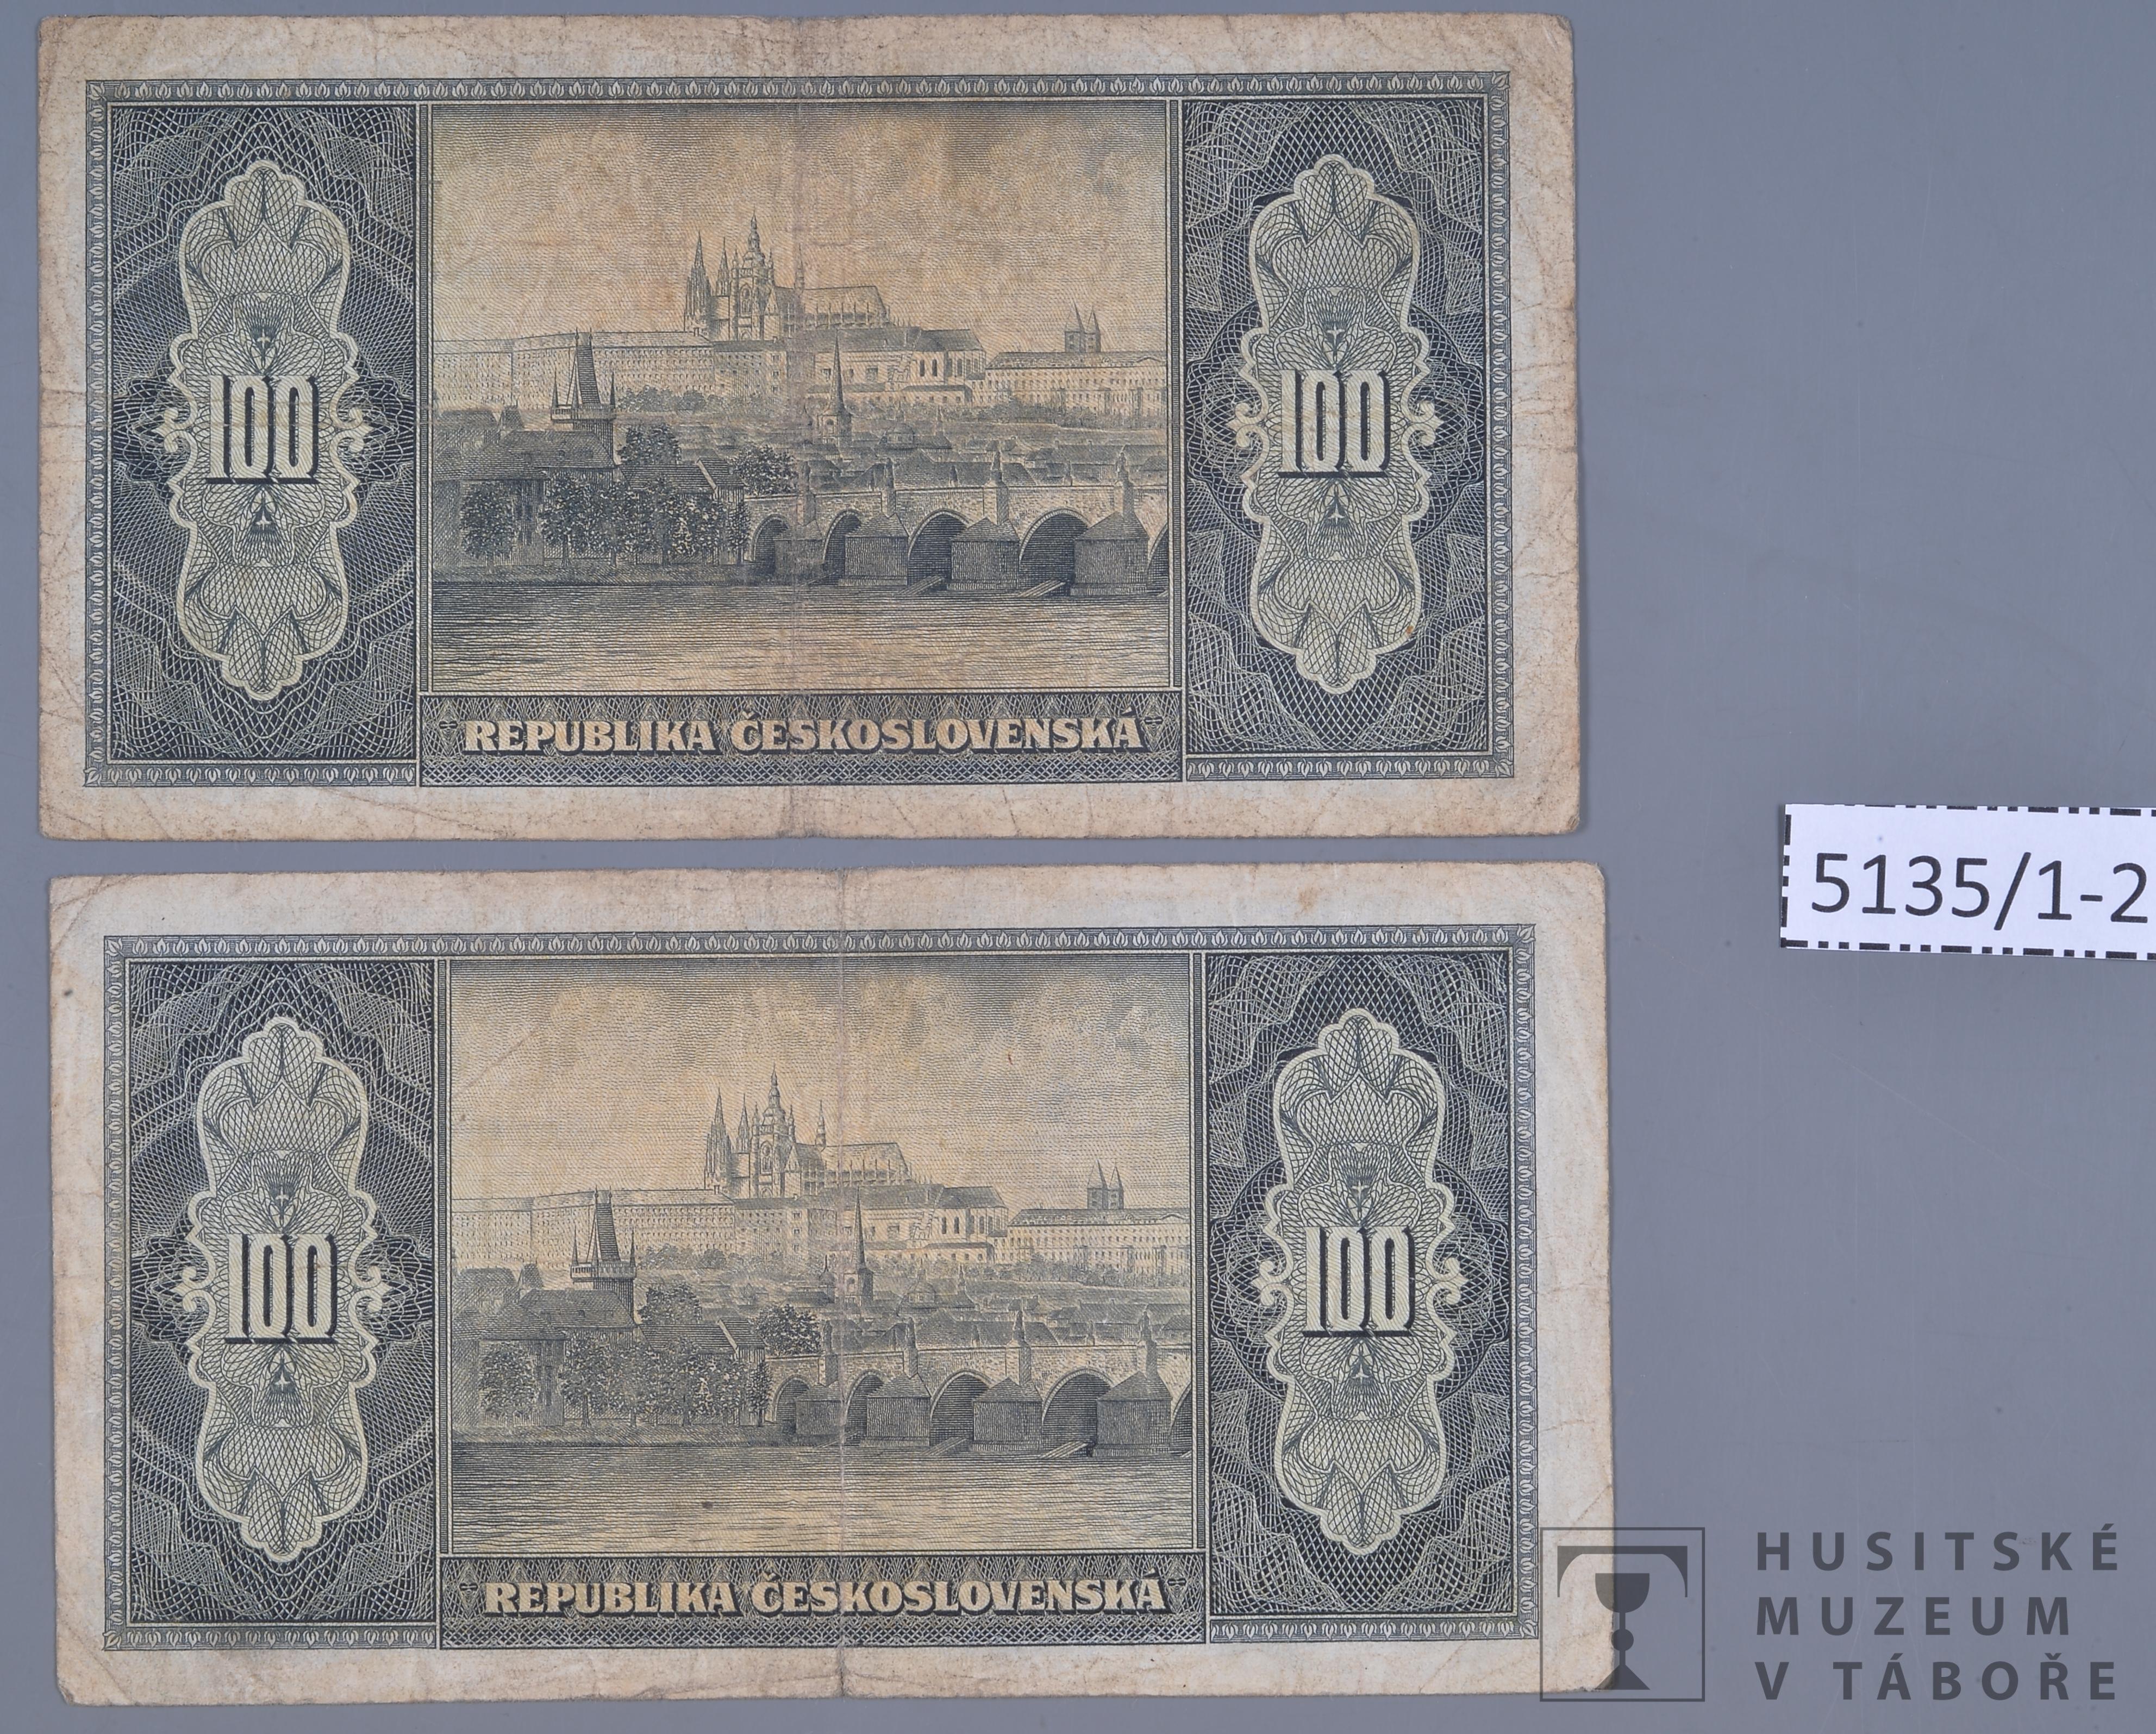 100
100
REPUBLIKA ČESKOSLOVENSKÁ
5135/1-2
100
100
REPUBLIKA ČESKOSLOVENSKÁ
HUSITSKÉ
MUZEUM
V TÁBOŘE